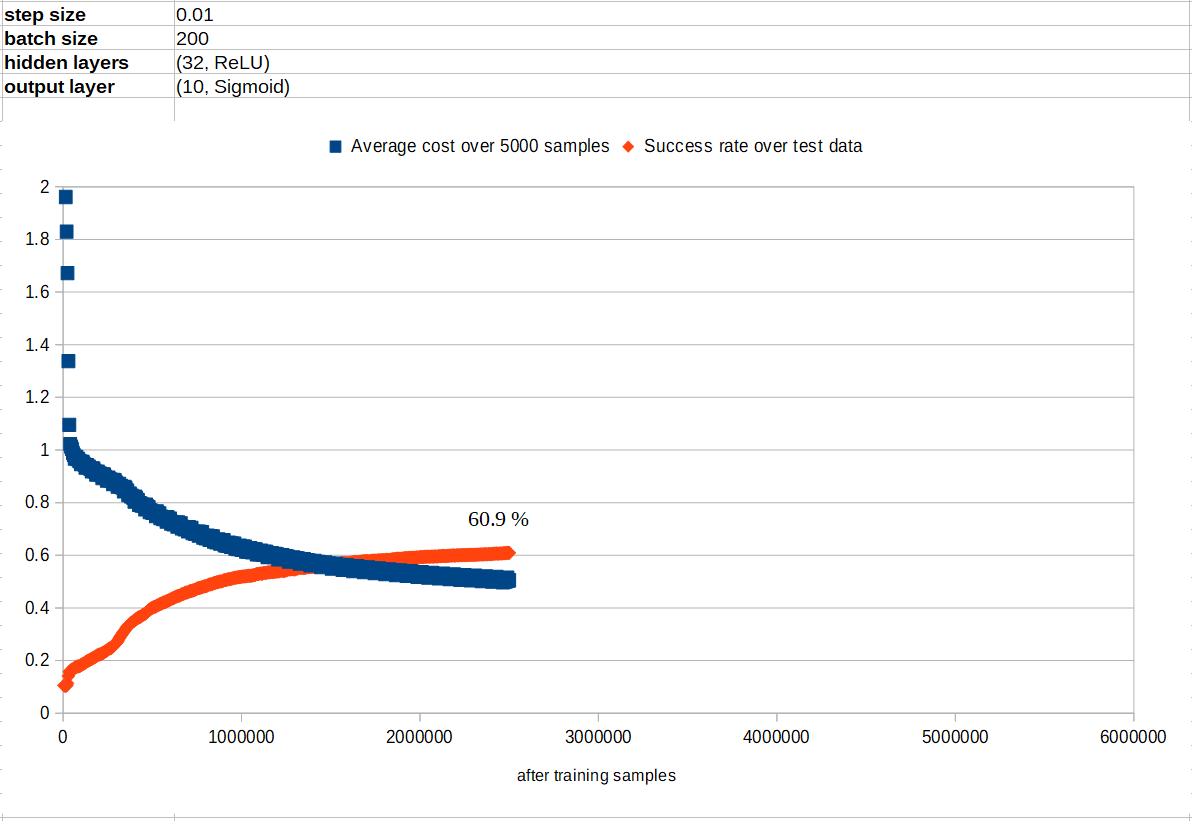 step size 0.01
batch size 200
hidden layers (32, ReLU)
output layer (10, Sigmoid)
Average cost over 5000 samples Success rate over test data
2
1.8
1.6
1.4
1.2
1
0.8
60.9 %
0.6
0.4
0.2
0
0 1000000 2000000 3000000 4000000 5000000 6000000
after training samples